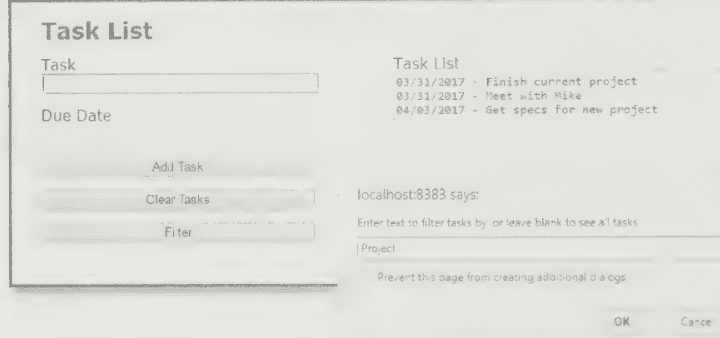 Task List
Task
Due Date
Add Task
Clear Tasks
Filter
Task List
03/31/2017 - Finish current project
03/31/2017 - Meet with Mike
04/03/2017 - Get specs for new project
localhost:8383 says:
Enter text to filter tasks by or leave blank to see all tasks
Project
Prevent this page from creating additional dialogs
OK
Cancel